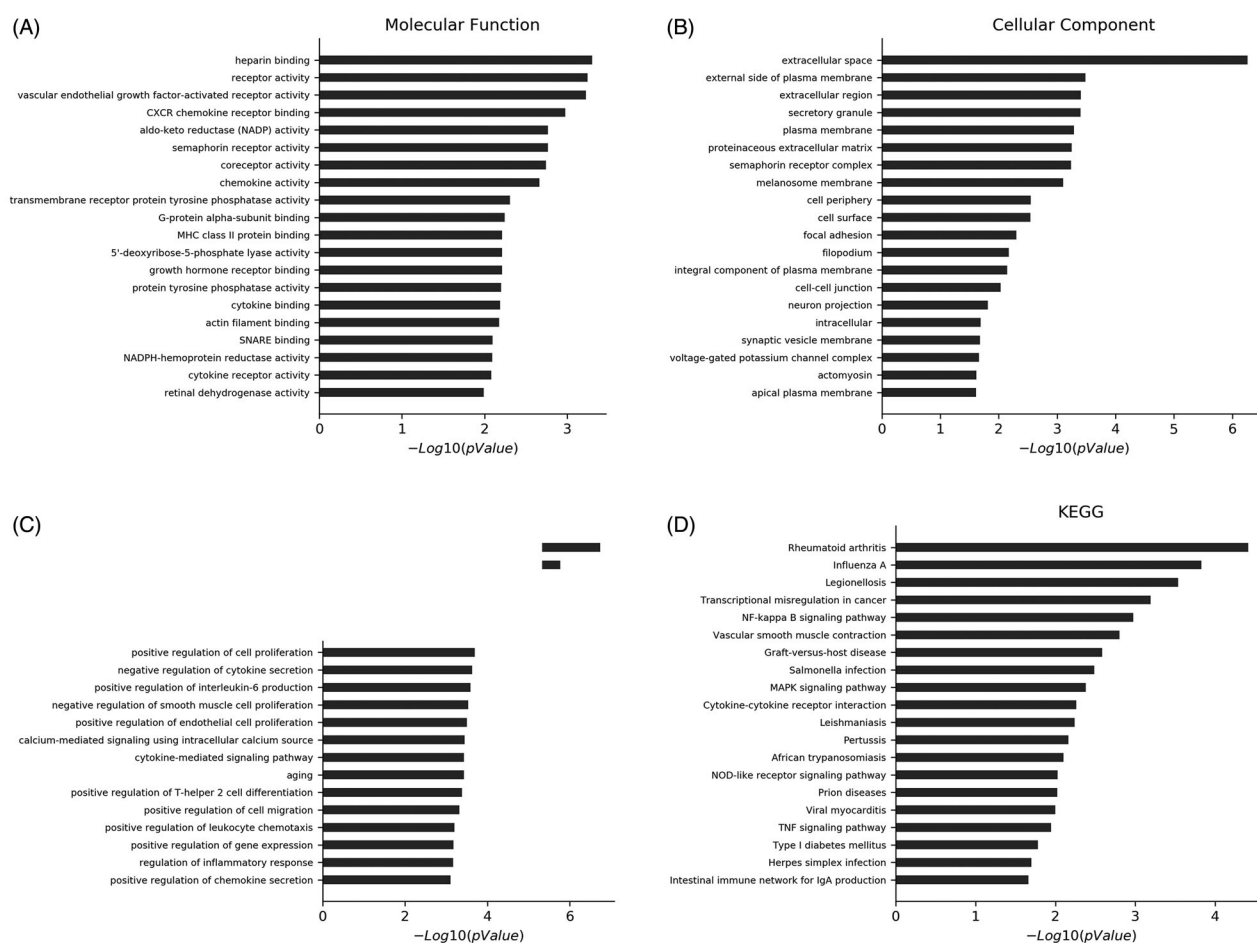 (A)
Molecular Function
heparin binding
receptor activity
vascular endothelial growth factor-activated receptor activity
CXCR chemokine receptor binding
aldo-keto reductase (NADP) activity
semaphorin receptor activity
coreceptor activity
chemokine activity
transmembrane receptor protein tyrosine phosphatase activity
G-protein alpha-subunit binding
MHC class II protein binding
5'-deoxyribose-5-phosphate lyase activity
growth hormone receptor binding
protein tyrosine phosphatase activity
cytokine binding
actin filament binding
SNARE binding
NADPH-hemoprotein reductase activity
cytokine receptor activity
retinal dehydrogenase activity
0 1 2 3
−Log10(pValue)
(B)
Cellular Component
extracellular space
external side of plasma membrane
extracellular region
secretory granule
plasma membrane
proteinaceous extracellular matrix
semaphorin receptor complex
melanosome membrane
cell periphery
cell surface
focal adhesion
filopodium
integral component of plasma membrane
cell-cell junction
neuron projection
intracellular
synaptic vesicle membrane
voltage-gated potassium channel complex
actomyosin
apical plasma membrane
0 1 2 3 4 5 6
−Log10(pValue)
(C)
positive regulation of cell proliferation
negative regulation of cytokine secretion
positive regulation of interleukin-6 production
negative regulation of smooth muscle cell proliferation
positive regulation of endothelial cell proliferation
calcium-mediated signaling using intracellular calcium source
cytokine-mediated signaling pathway
aging
positive regulation of T-helper 2 cell differentiation
positive regulation of cell migration
positive regulation of leukocyte chemotaxis
positive regulation of gene expression
regulation of inflammatory response
positive regulation of chemokine secretion
0 2 4 6
−Log10(pValue)
(D)
KEGG
Rheumatoid arthritis
Influenza A
Legionellosis
Transcriptional misregulation in cancer
NF-kappa B signaling pathway
Vascular smooth muscle contraction
Graft-versus-host disease
Salmonella infection
MAPK signaling pathway
Cytokine-cytokine receptor interaction
Leishmaniasis
Pertussis
African trypanosomiasis
NOD-like receptor signaling pathway
Prion diseases
Viral myocarditis
TNF signaling pathway
Type I diabetes mellitus
Herpes simplex infection
Intestinal immune network for IgA production
0 1 2 3 4
−Log10(pValue)